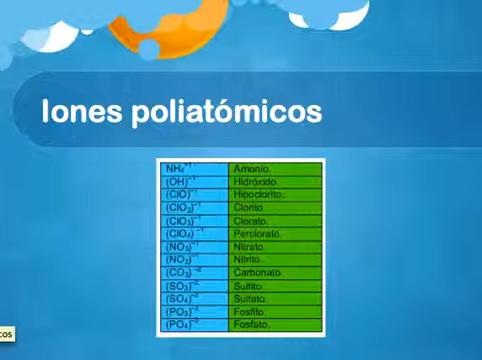 Iones poliatómicos
NH₄⁺¹ Amonio.
(OH)⁻¹ Hidróxido
(ClO)⁻¹ Hipoclorito.
(ClO₂)⁻¹ Clorito
(ClO₃)⁻¹ Clorato.
(ClO₄)⁻¹ Perclorato.
(NO₃)⁻¹ Nitrato.
(NO₂)⁻¹ Nitrito.
(CO₃)⁻² Carbonato.
(SO₃)⁻² Sulfito
(SO₄)⁻² Sulfato.
(PO₃)⁻³ Fosfito.
(PO₄)⁻³ Fosfato.
cos